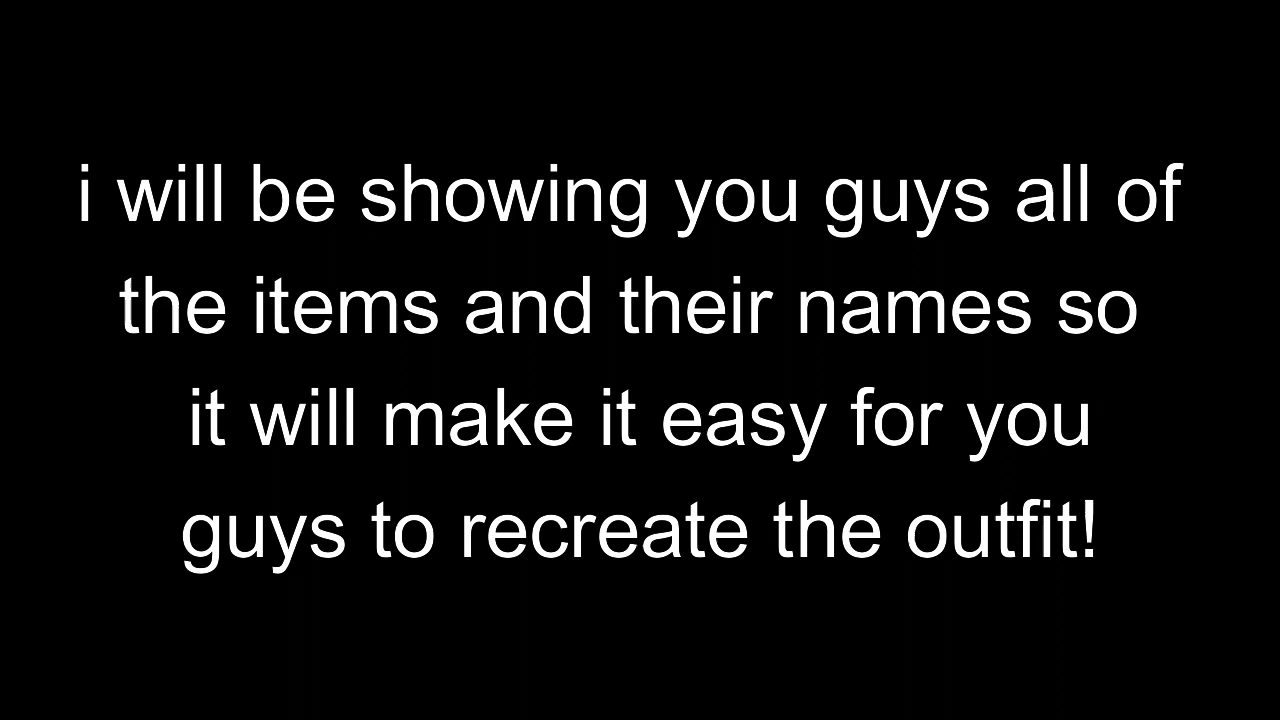 i will be showing you guys all of
the items and their names so
it will make it easy for you
guys to recreate the outfit!